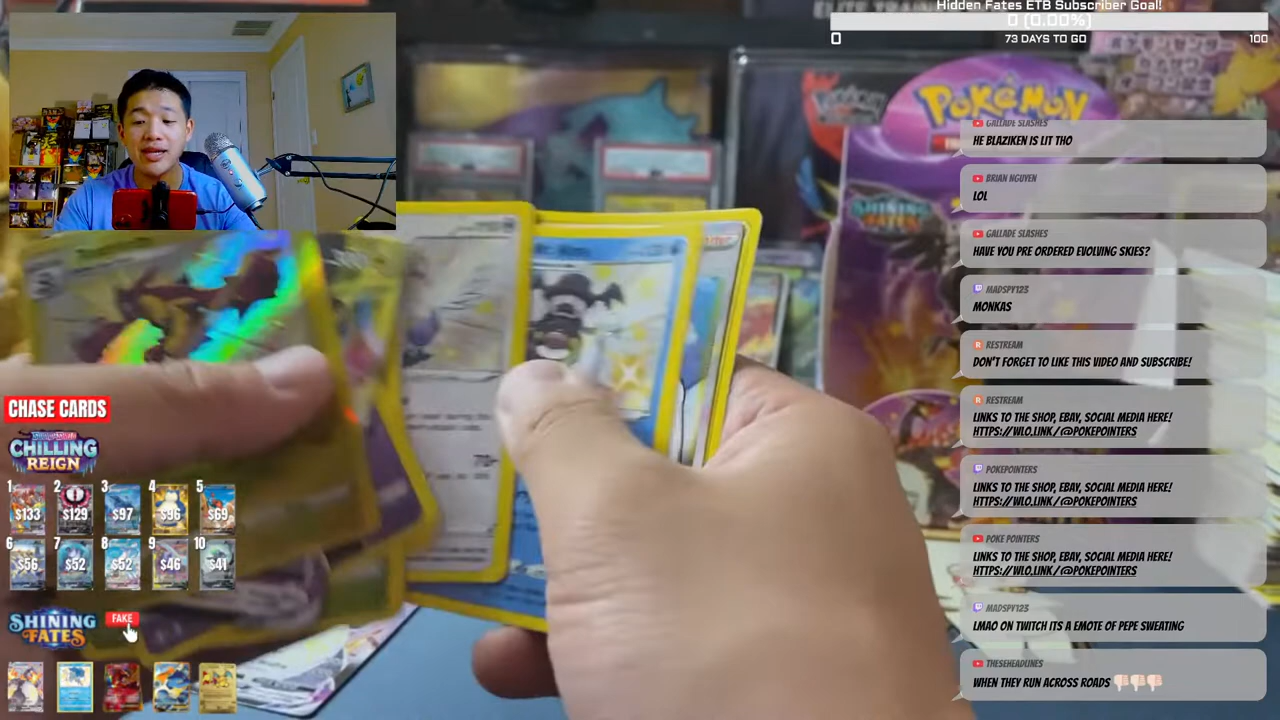 Hidden Fates ETB Subscriber Goal!
0 (0.00%)
0
73 DAYS TO GO
100
ELITE TRAIN
POKÉMON
SHINING
FATES
GALLADE SLASHES
HE BLAZIKEN IS LIT THO
BRIAN NGUYEN
LOL
GALLADE SLASHES
HAVE YOU PRE ORDERED EVOLVING SKIES?
MADSPY123
MONKAS
RESTREAM
DON'T FORGET TO LIKE THIS VIDEO AND SUBSCRIBE!
RESTREAM
LINKS TO THE SHOP, EBAY, SOCIAL MEDIA HERE!
HTTPS://WLO.LINK/@POKEPOINTERS
POKEPOINTERS
LINKS TO THE SHOP, EBAY, SOCIAL MEDIA HERE!
HTTPS://WLO.LINK/@POKEPOINTERS
POKE POINTERS
LINKS TO THE SHOP, EBAY, SOCIAL MEDIA HERE!
HTTPS://WLO.LINK/@POKEPOINTERS
MADSPY123
LMAO ON TWITCH ITS A EMOTE OF PEPE SWEATING
THESEHEADLINES
WHEN THEY RUN ACROSS ROADS 👎🏻👎🏻👎🏻
CHASE CARDS
CHILLING
REIGN
1 2 3 4 5
$133 $129 $97 $96 $69
6 7 8 9 10
$56 $52 $52 $46 $41
SHINING
FATES
FAKE